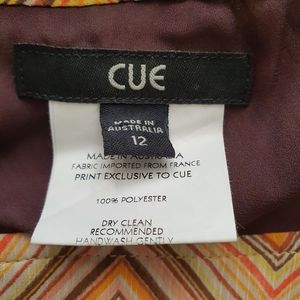 CUE
MADE IN
AUSTRALIA
12
MADE IN AUSTRALIA
FABRIC IMPORTED FROM FRANCE
PRINT EXCLUSIVE TO CUE
100% POLYESTER
DRY CLEAN
RECOMMENDED
HANDWASH GENTLY